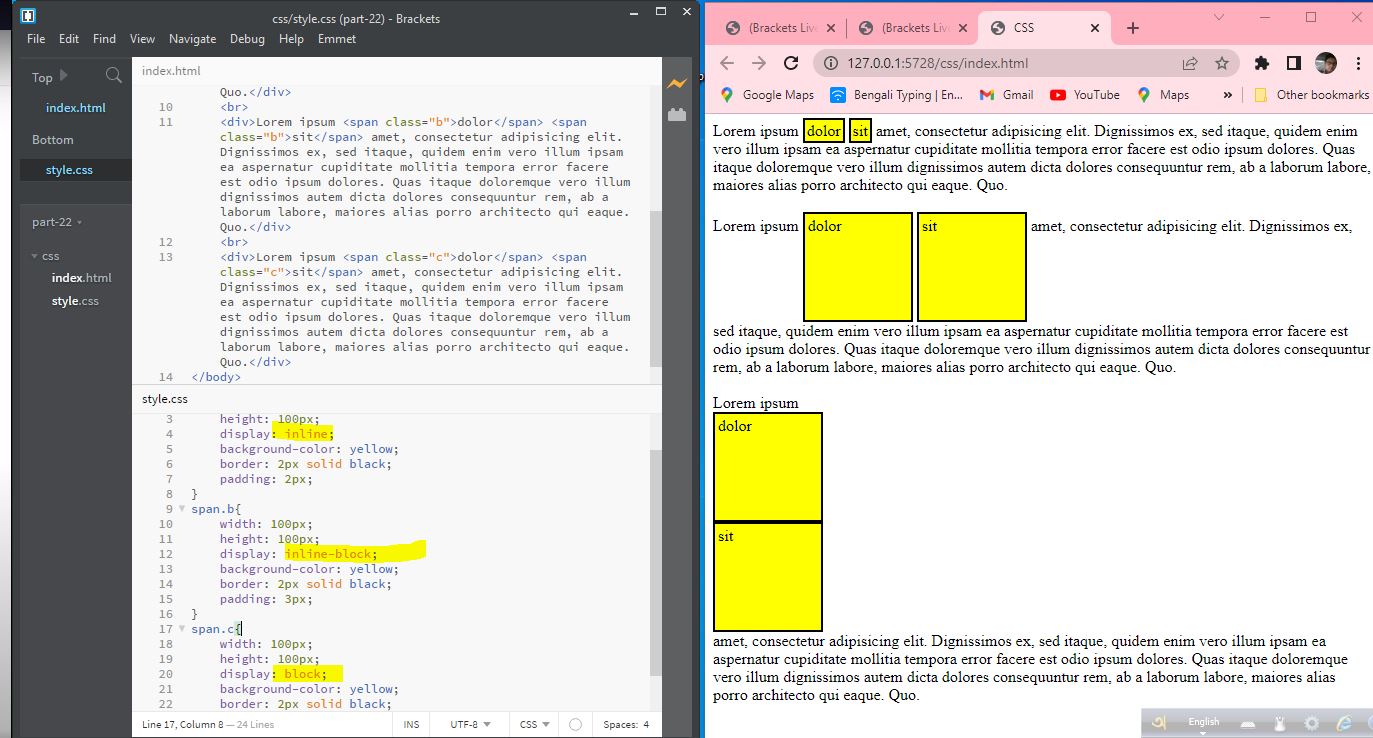 css/style.css (part-22) - Brackets
File Edit Find View Navigate Debug Help Emmet
Top
index.html
Bottom
style.css
part-22
css
index.html
style.css
index.html
Quo.</div>
10 <br>
11 <div>Lorem ipsum <span class="b">dolor</span> <span
class="b">sit</span> amet, consectetur adipisicing elit.
Dignissimos ex, sed itaque, quidem enim vero illum ipsam
ea aspernatur cupiditate mollitia tempora error facere
est odio ipsum dolores. Quas itaque doloremque vero illum
dignissimos autem dicta dolores consequuntur rem, ab a
laborum labore, maiores alias porro architecto qui eaque.
Quo.</div>
12 <br>
13 <div>Lorem ipsum <span class="c">dolor</span> <span
class="c">sit</span> amet, consectetur adipisicing elit.
Dignissimos ex, sed itaque, quidem enim vero illum ipsam
ea aspernatur cupiditate mollitia tempora error facere
est odio ipsum dolores. Quas itaque doloremque vero illum
dignissimos autem dicta dolores consequuntur rem, ab a
laborum labore, maiores alias porro architecto qui eaque.
Quo.</div>
14 </body>
style.css
3 height: 100px;
4 display: inline;
5 background-color: yellow;
6 border: 2px solid black;
7 padding: 2px;
8 }
9 span.b{
10 width: 100px;
11 height: 100px;
12 display: inline-block;
13 background-color: yellow;
14 border: 2px solid black;
15 padding: 3px;
16 }
17 span.c{
18 width: 100px;
19 height: 100px;
20 display: block;
21 background-color: yellow;
22 border: 2px solid black;
Line 17, Column 8 — 24 Lines INS UTF-8 CSS Spaces: 4
(Brackets Liv (Brackets Liv CSS
127.0.0.1:5728/css/index.html
Google Maps Bengali Typing | En... Gmail YouTube Maps » Other bookmarks
Lorem ipsum dolor sit amet, consectetur adipisicing elit. Dignissimos ex, sed itaque, quidem enim
vero illum ipsam ea aspernatur cupiditate mollitia tempora error facere est odio ipsum dolores. Quas
itaque doloremque vero illum dignissimos autem dicta dolores consequuntur rem, ab a laborum labore,
maiores alias porro architecto qui eaque. Quo.
Lorem ipsum dolor sit amet, consectetur adipisicing elit. Dignissimos ex,
sed itaque, quidem enim vero illum ipsam ea aspernatur cupiditate mollitia tempora error facere est
odio ipsum dolores. Quas itaque doloremque vero illum dignissimos autem dicta dolores consequuntur
rem, ab a laborum labore, maiores alias porro architecto qui eaque. Quo.
Lorem ipsum
dolor
sit
amet, consectetur adipisicing elit. Dignissimos ex, sed itaque, quidem enim vero illum ipsam ea
aspernatur cupiditate mollitia tempora error facere est odio ipsum dolores. Quas itaque doloremque
vero illum dignissimos autem dicta dolores consequuntur rem, ab a laborum labore, maiores alias
porro architecto qui eaque. Quo.
English